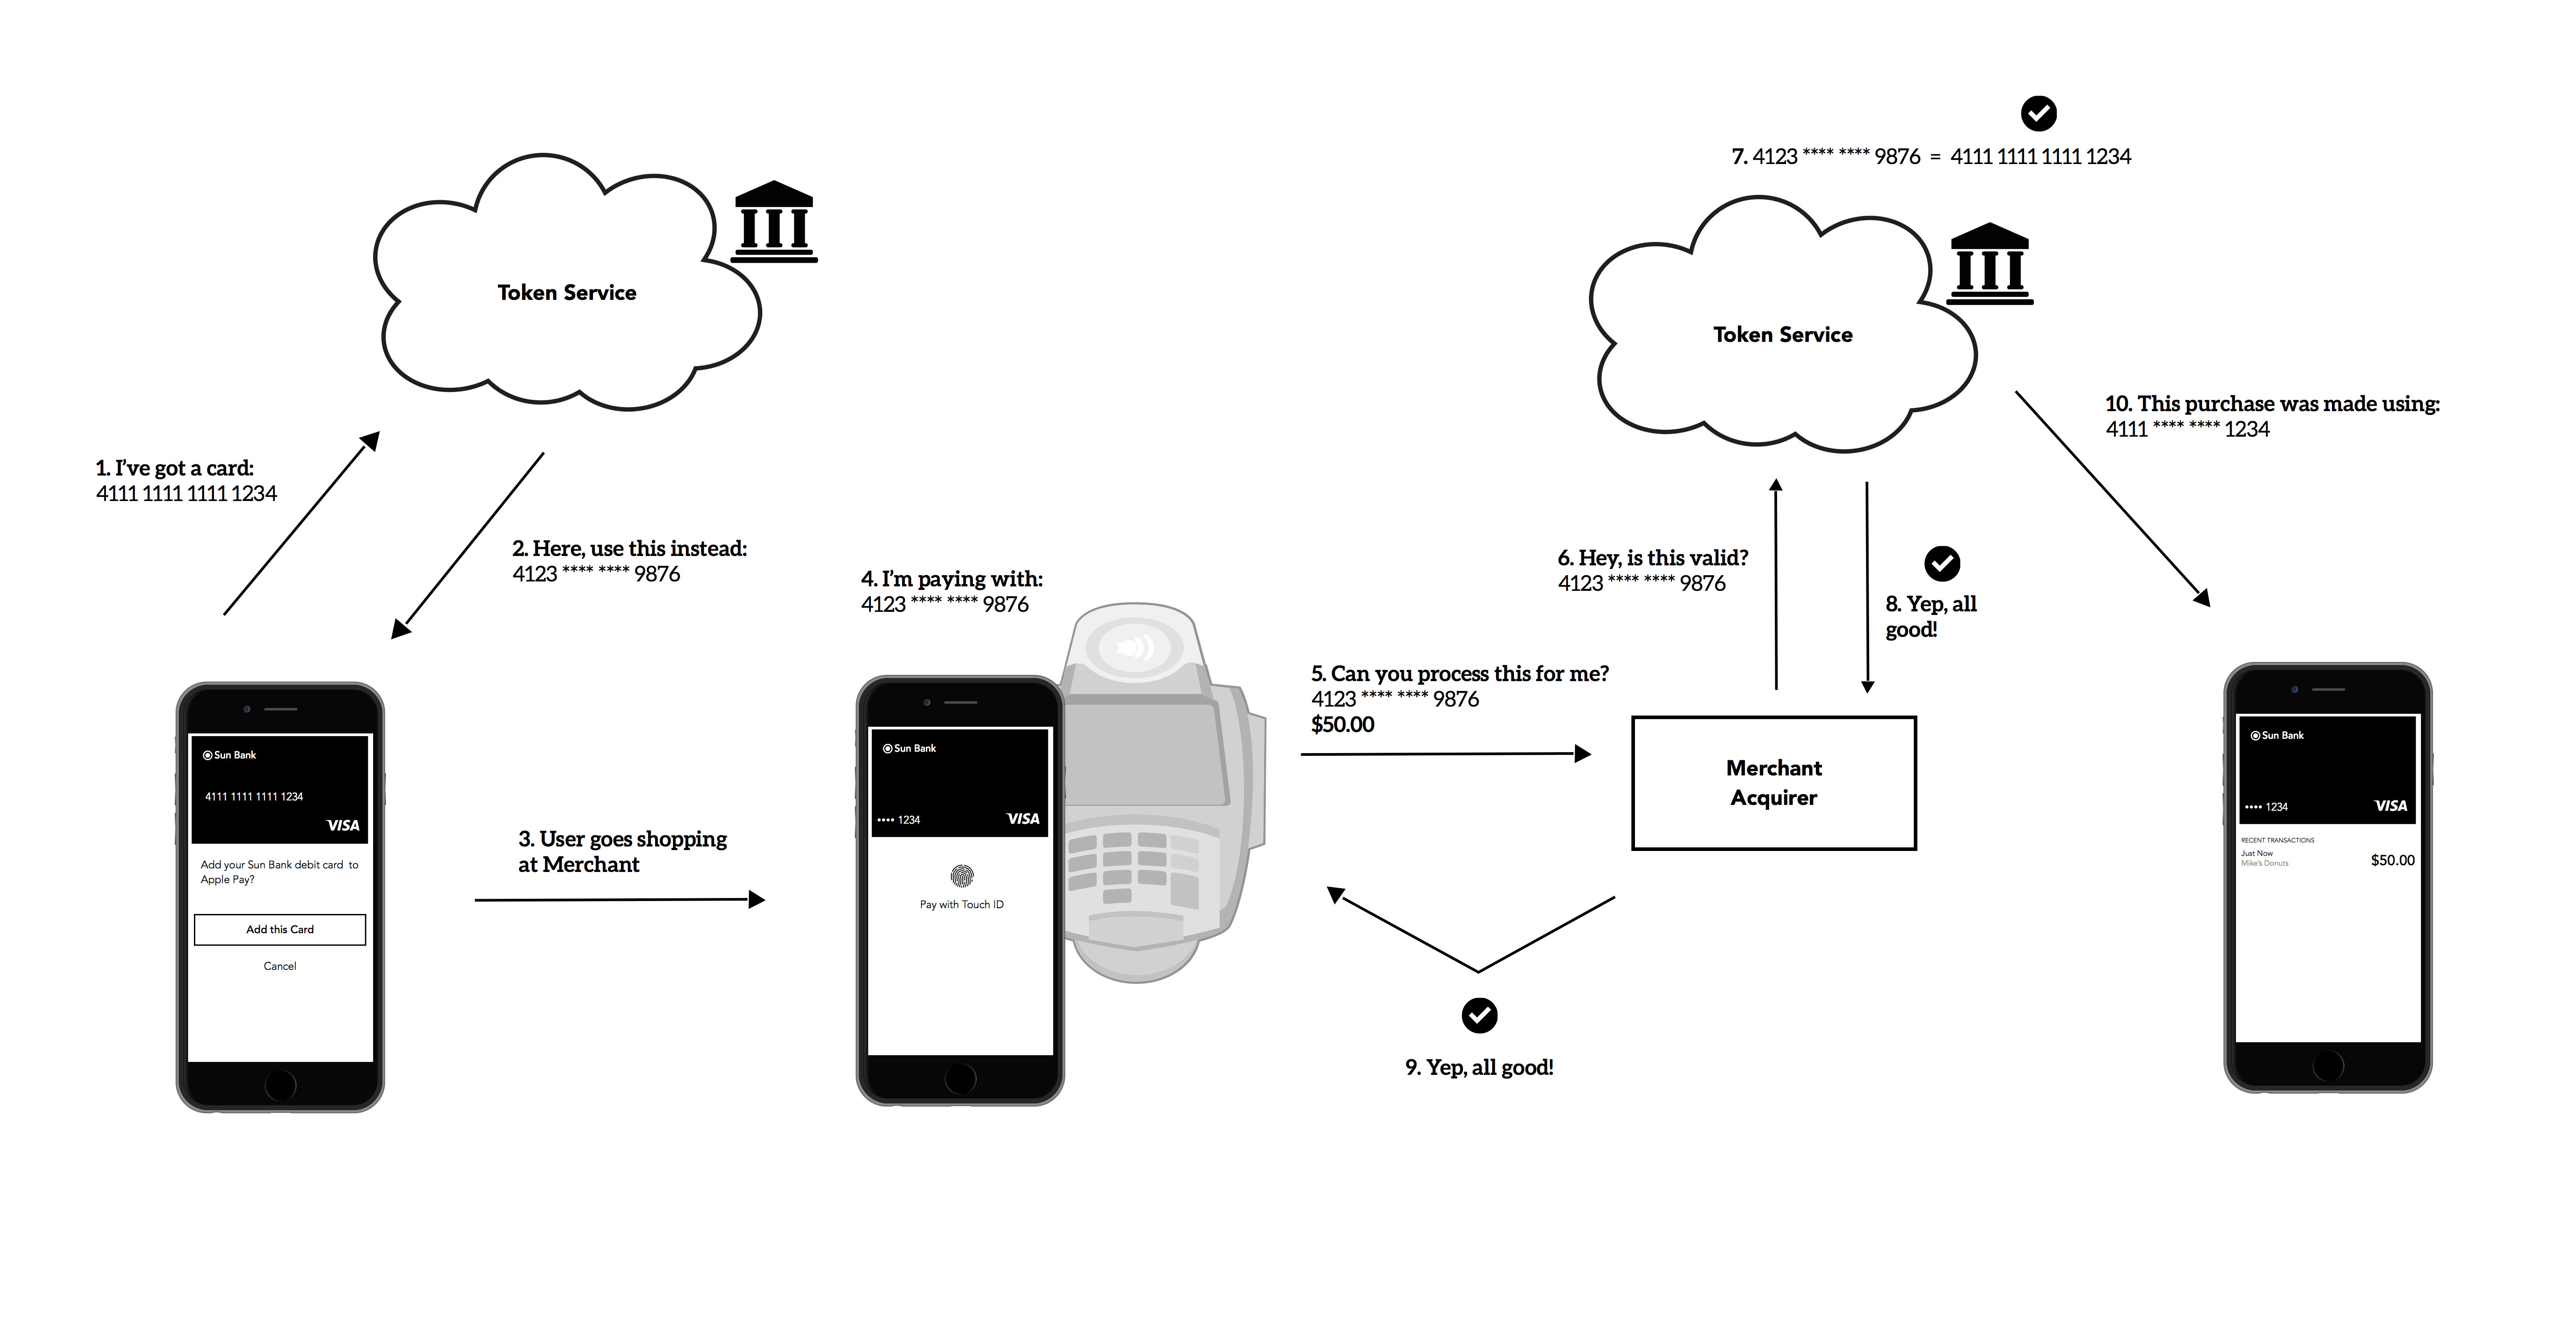 7. 4123 **** **** 9876 = 4111 1111 1111 1234
Token Service
Token Service
1. I've got a card:
4111 1111 1111 1234
2. Here, use this instead:
4123 **** **** 9876
Sun Bank
4111 1111 1111 1234
VISA
Add your Sun Bank debit card to
Apple Pay?
Add this Card
Cancel
3. User goes shopping
at Merchant
4. I'm paying with:
4123 **** **** 9876
Sun Bank
•••• 1234
VISA
Pay with Touch ID
5. Can you process this for me?
4123 **** **** 9876
$50.00
6. Hey, is this valid?
4123 **** **** 9876
8. Yep, all
good!
Merchant
Acquirer
9. Yep, all good!
10. This purchase was made using:
4111 **** **** 1234
Sun Bank
•••• 1234
VISA
RECENT TRANSACTIONS
Just Now
Mike's Donuts
$50.00